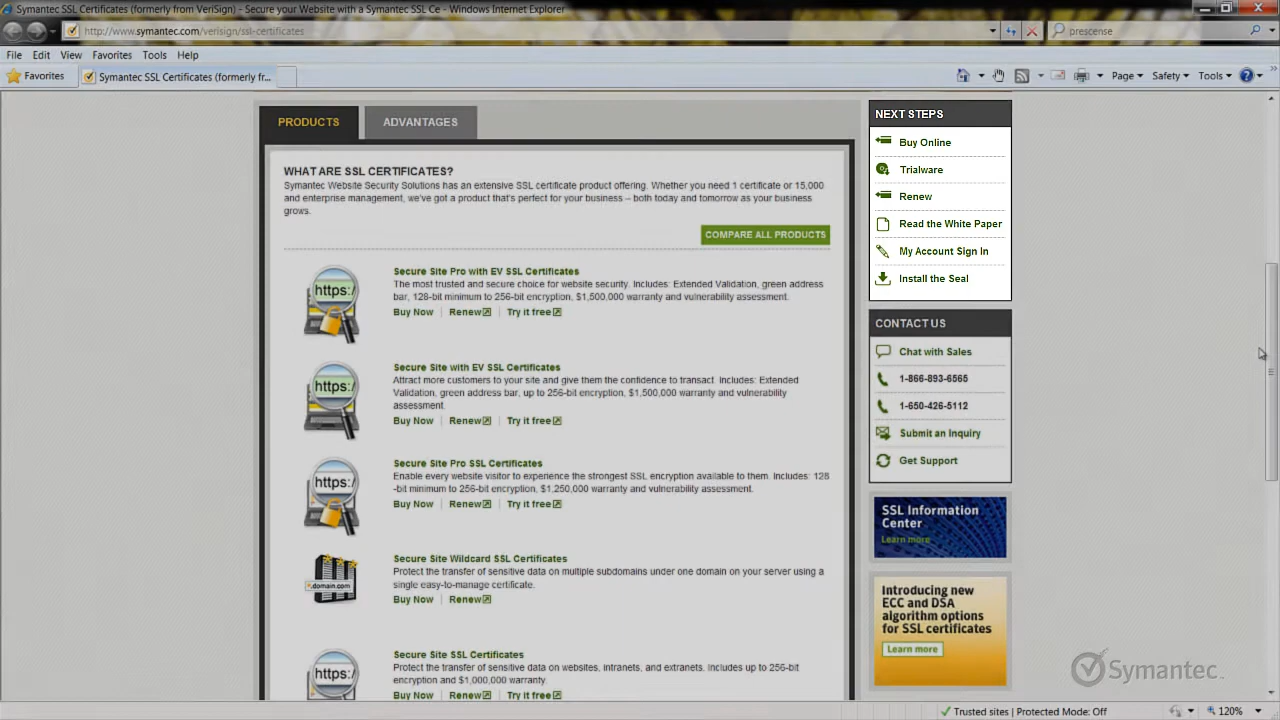 Symantec SSL Certificates (formerly from VeriSign) - Secure your Website with a Symantec SSL Ce - Windows Internet Explorer
http://www.symantec.com/verisign/ssl-certificates
prescense
File Edit View Favorites Tools Help
Favorites
Symantec SSL Certificates (formerly fr...
Page Safety Tools
PRODUCTS
ADVANTAGES
WHAT ARE SSL CERTIFICATES?
Symantec Website Security Solutions has an extensive SSL certificate product offering. Whether you need 1 certificate or 15,000
and enterprise management, we've got a product that's perfect for your business – both today and tomorrow as your business
grows.
COMPARE ALL PRODUCTS
https:/
Secure Site Pro with EV SSL Certificates
The most trusted and secure choice for website security. Includes: Extended Validation, green address
bar, 128-bit minimum to 256-bit encryption, $1,500,000 warranty and vulnerability assessment.
Buy Now Renew Try it free
https:/
Secure Site with EV SSL Certificates
Attract more customers to your site and give them the confidence to transact. Includes: Extended
Validation, green address bar, up to 256-bit encryption, $1,500,000 warranty and vulnerability
assessment.
Buy Now Renew Try it free
https:/
Secure Site Pro SSL Certificates
Enable every website visitor to experience the strongest SSL encryption available to them. Includes: 128
-bit minimum to 256-bit encryption, $1,250,000 warranty and vulnerability assessment.
Buy Now Renew Try it free
*.domain.com
Secure Site Wildcard SSL Certificates
Protect the transfer of sensitive data on multiple subdomains under one domain on your server using a
single easy-to-manage certificate.
Buy Now Renew
https:/
Secure Site SSL Certificates
Protect the transfer of sensitive data on websites, intranets, and extranets. Includes up to 256-bit
encryption and $1,000,000 warranty.
Buy Now Renew Try it free
NEXT STEPS
Buy Online
Trialware
Renew
Read the White Paper
My Account Sign In
Install the Seal
CONTACT US
Chat with Sales
1-866-893-6565
1-650-426-5112
Submit an Inquiry
Get Support
SSL Information
Center
Learn more
Introducing new
ECC and DSA
algorithm options
for SSL certificates
Learn more
Symantec.
Trusted sites | Protected Mode: Off
120%